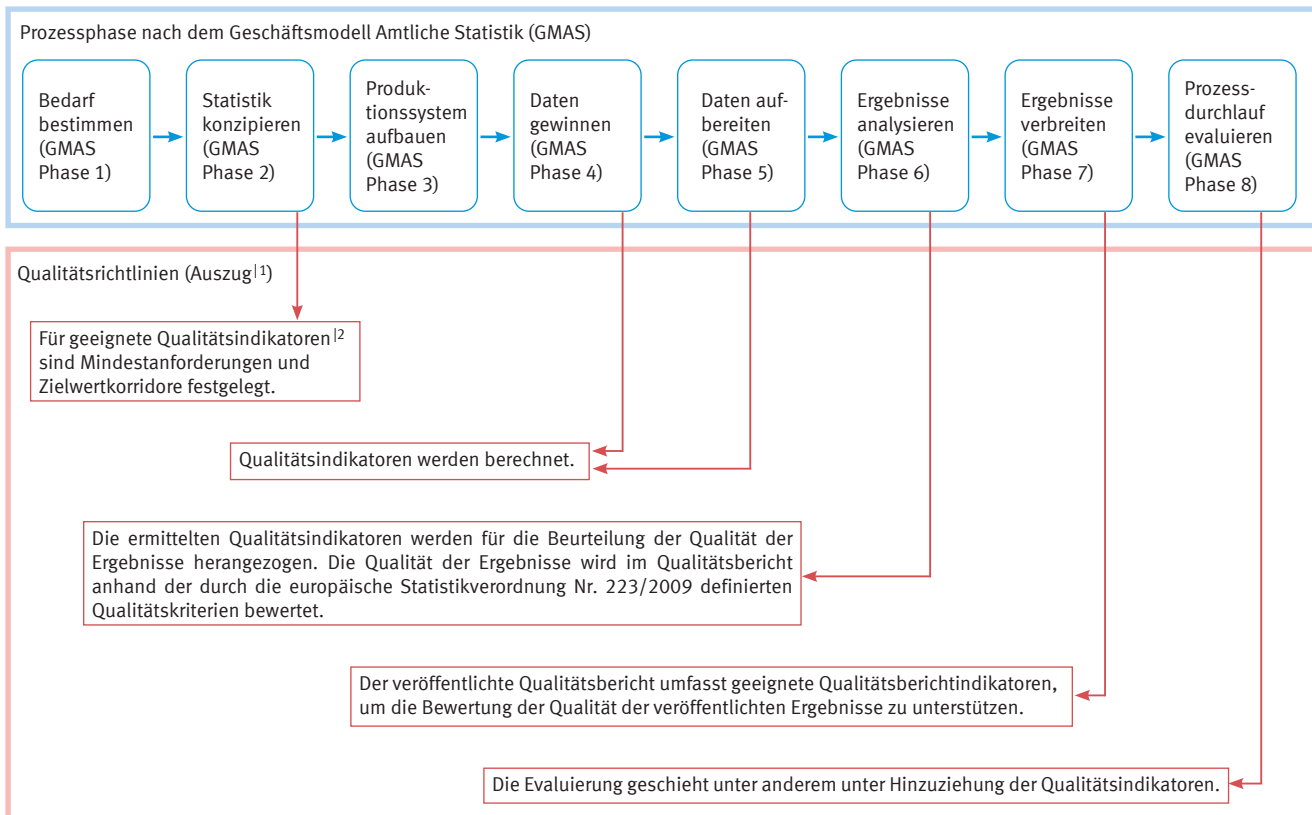 Prozessphase nach dem Geschäftsmodell Amtliche Statistik (GMAS)
Bedarf
bestimmen
(GMAS
Phase 1)
Statistik
konzipieren
(GMAS
Phase 2)
Produk-
tionssystem
aufbauen
(GMAS
Phase 3)
Daten
gewinnen
(GMAS
Phase 4)
Daten auf-
bereiten
(GMAS
Phase 5)
Ergebnisse
analysieren
(GMAS
Phase 6)
Ergebnisse
verbreiten
(GMAS
Phase 7)
Prozess-
durchlauf
evaluieren
(GMAS
Phase 8)
Qualitätsrichtlinien (Auszug|1)
Für geeignete Qualitätsindikatoren|2
sind Mindestanforderungen und
Zielwertkorridore festgelegt.
Qualitätsindikatoren werden berechnet.
Die ermittelten Qualitätsindikatoren werden für die Beurteilung der Qualität der
Ergebnisse herangezogen. Die Qualität der Ergebnisse wird im Qualitätsbericht
anhand der durch die europäische Statistikverordnung Nr. 223/2009 definierten
Qualitätskriterien bewertet.
Der veröffentlichte Qualitätsbericht umfasst geeignete Qualitätsberichtindikatoren,
um die Bewertung der Qualität der veröffentlichten Ergebnisse zu unterstützen.
Die Evaluierung geschieht unter anderem unter Hinzuziehung der Qualitätsindikatoren.